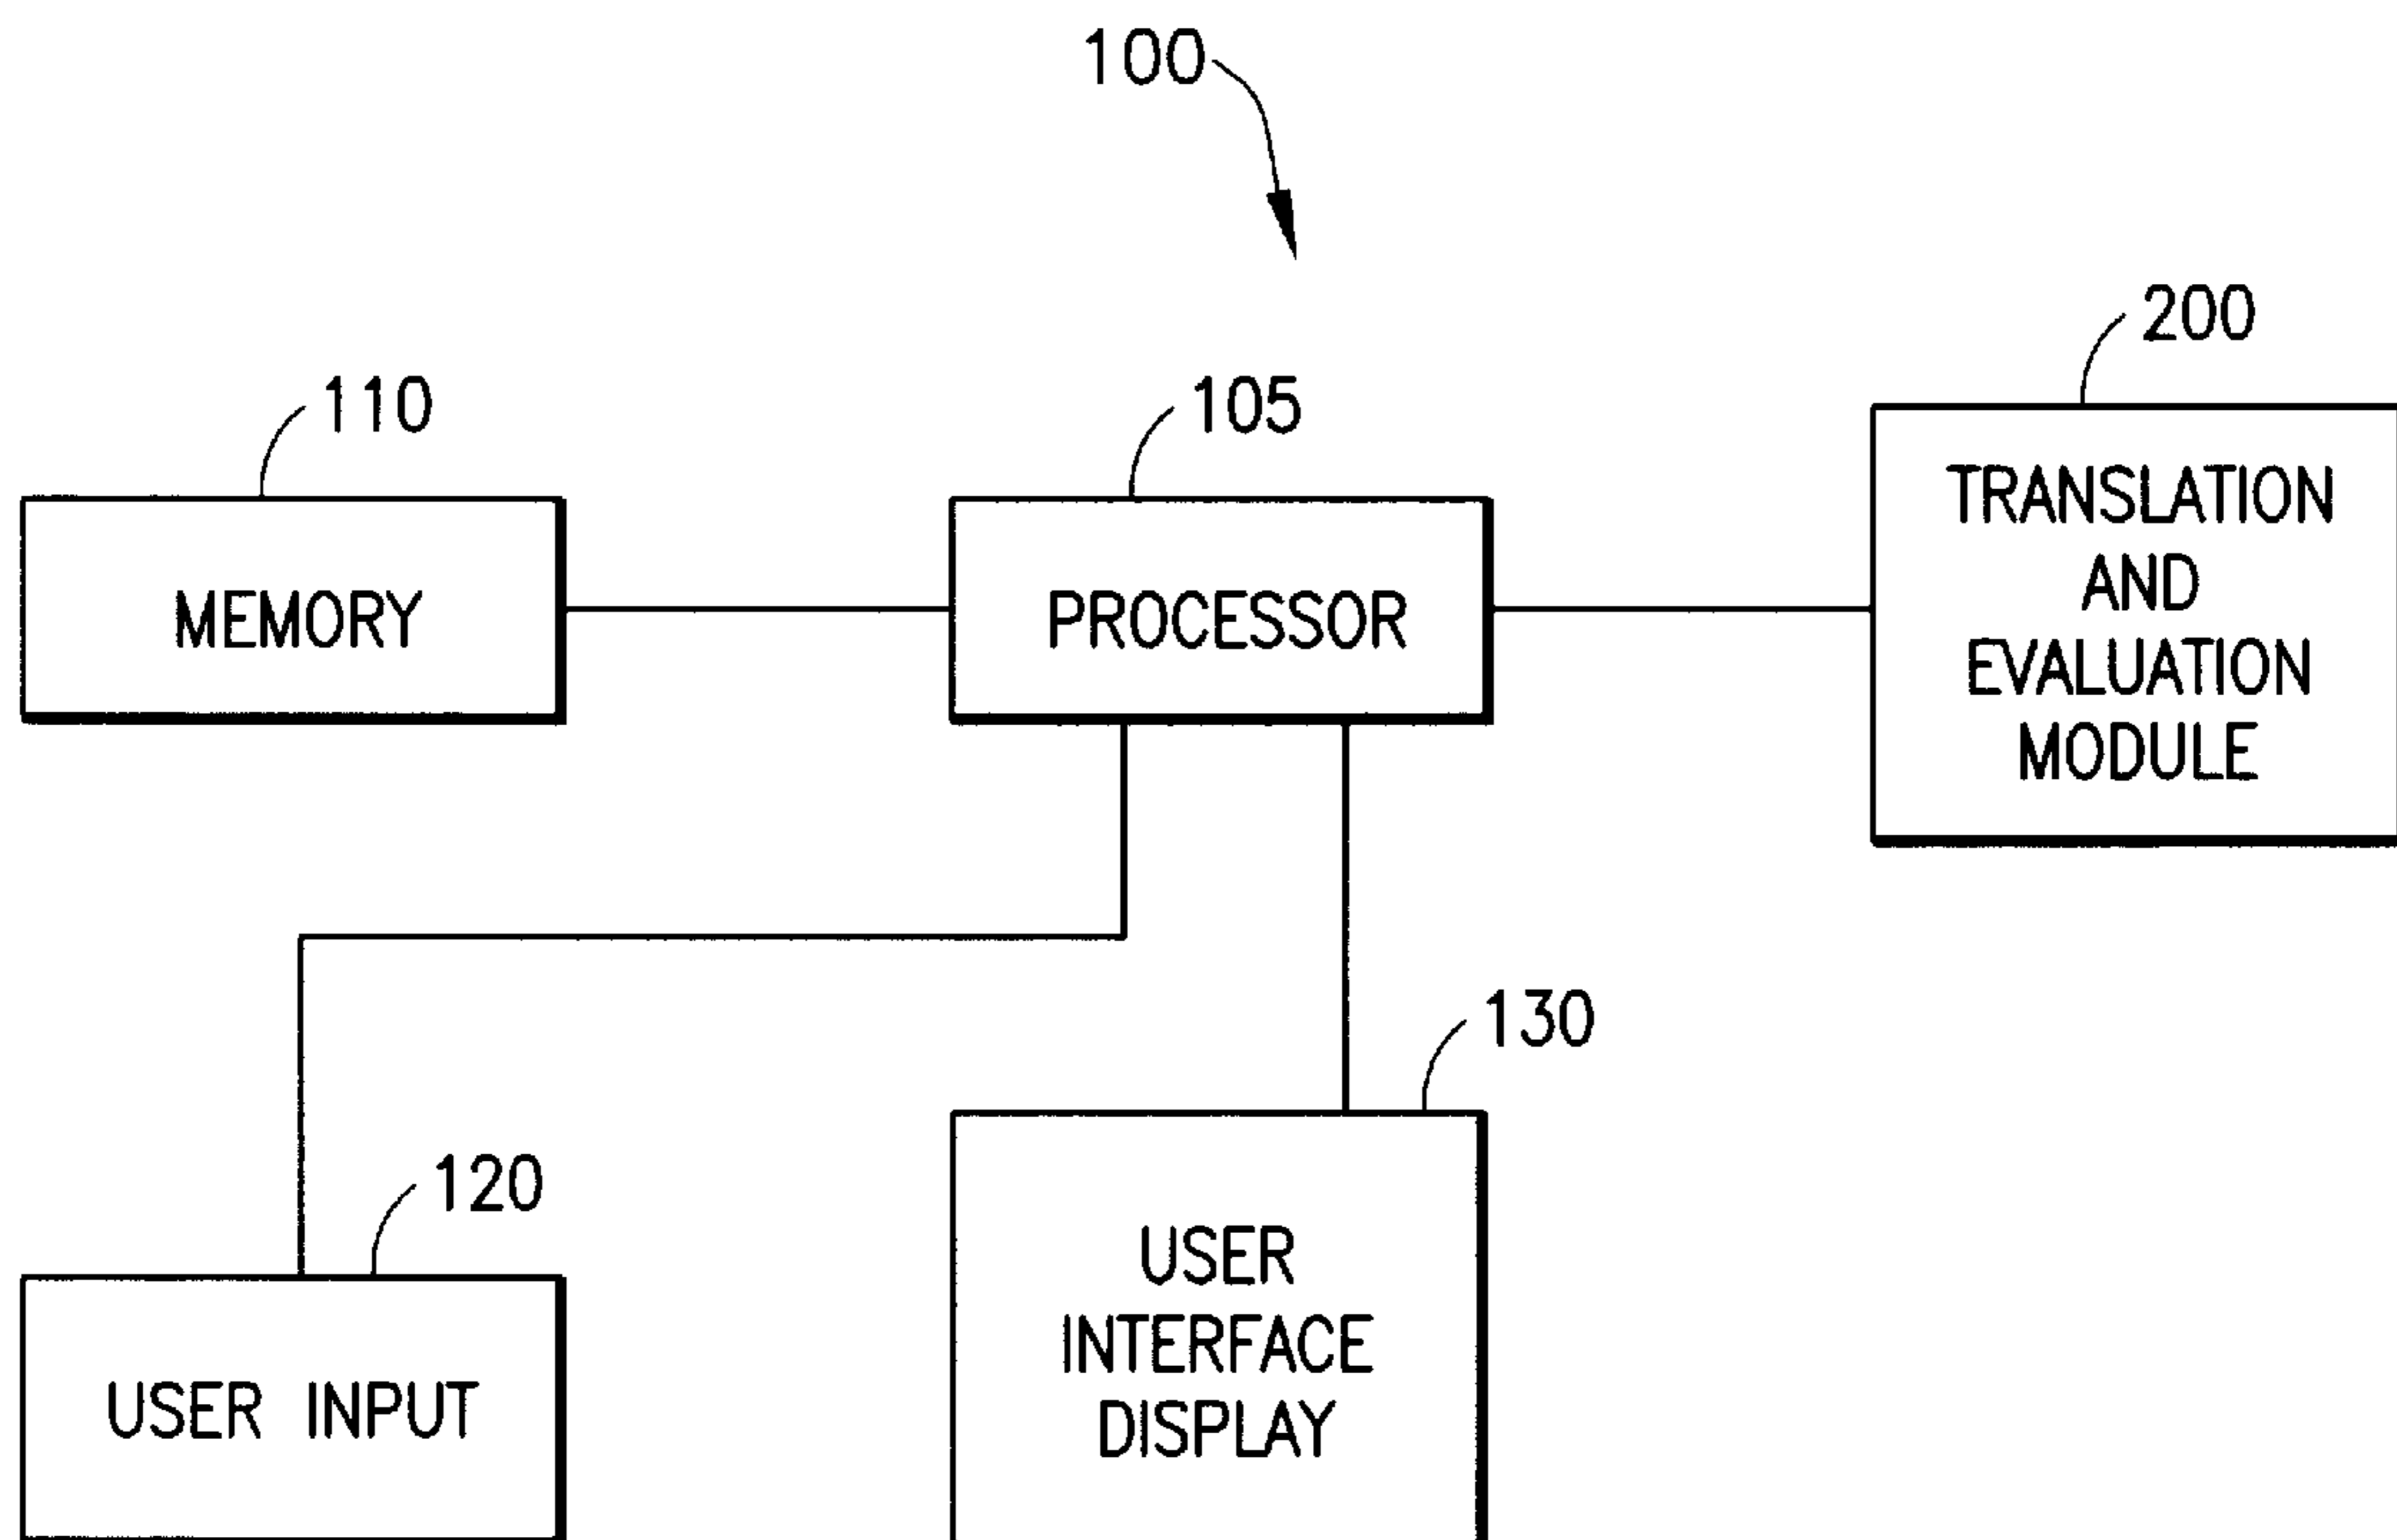 100
200
110
105
TRANSLATION
AND
EVALUATION
MODULE
MEMORY
PROCESSOR
130
120
USER
INTERFACE
DISPLAY
USER INPUT